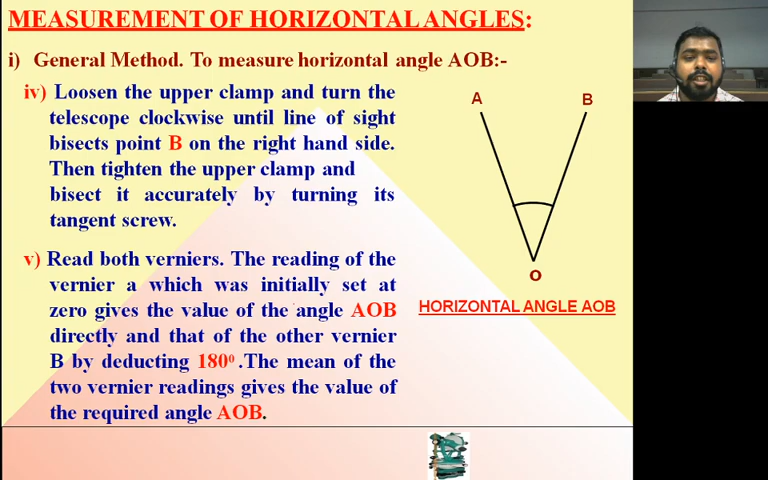 MEASUREMENT OF HORIZONTAL ANGLES:
i) General Method. To measure horizontal angle AOB:-
iv) Loosen the upper clamp and turn the
telescope clockwise until line of sight
bisects point B on the right hand side.
Then tighten the upper clamp and
bisect it accurately by turning its
tangent screw.
v) Read both verniers. The reading of the
vernier a which was initially set at
zero gives the value of the angle AOB
directly and that of the other vernier
B by deducting 180⁰ .The mean of the
two vernier readings gives the value of
the required angle AOB.
A B
O
HORIZONTAL ANGLE AOB